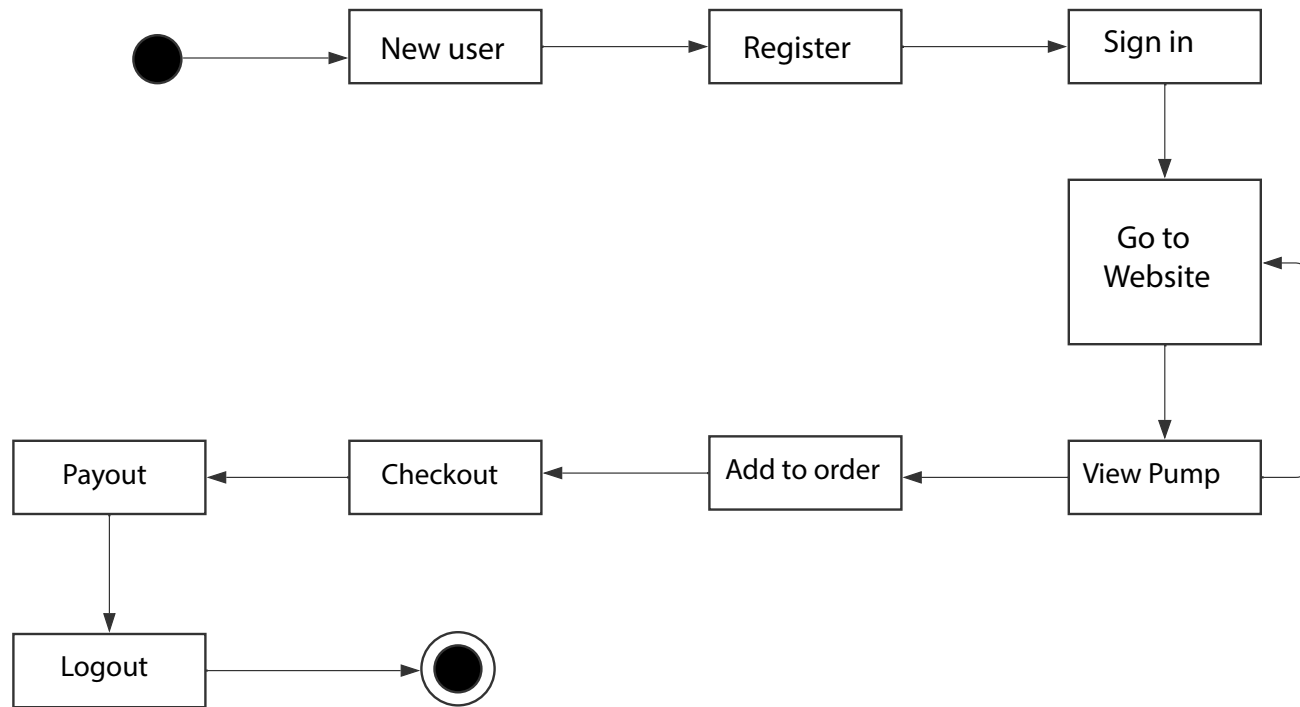 New user
Register
Sign in
Go to
Website
View Pump
Add to order
Checkout
Payout
Logout